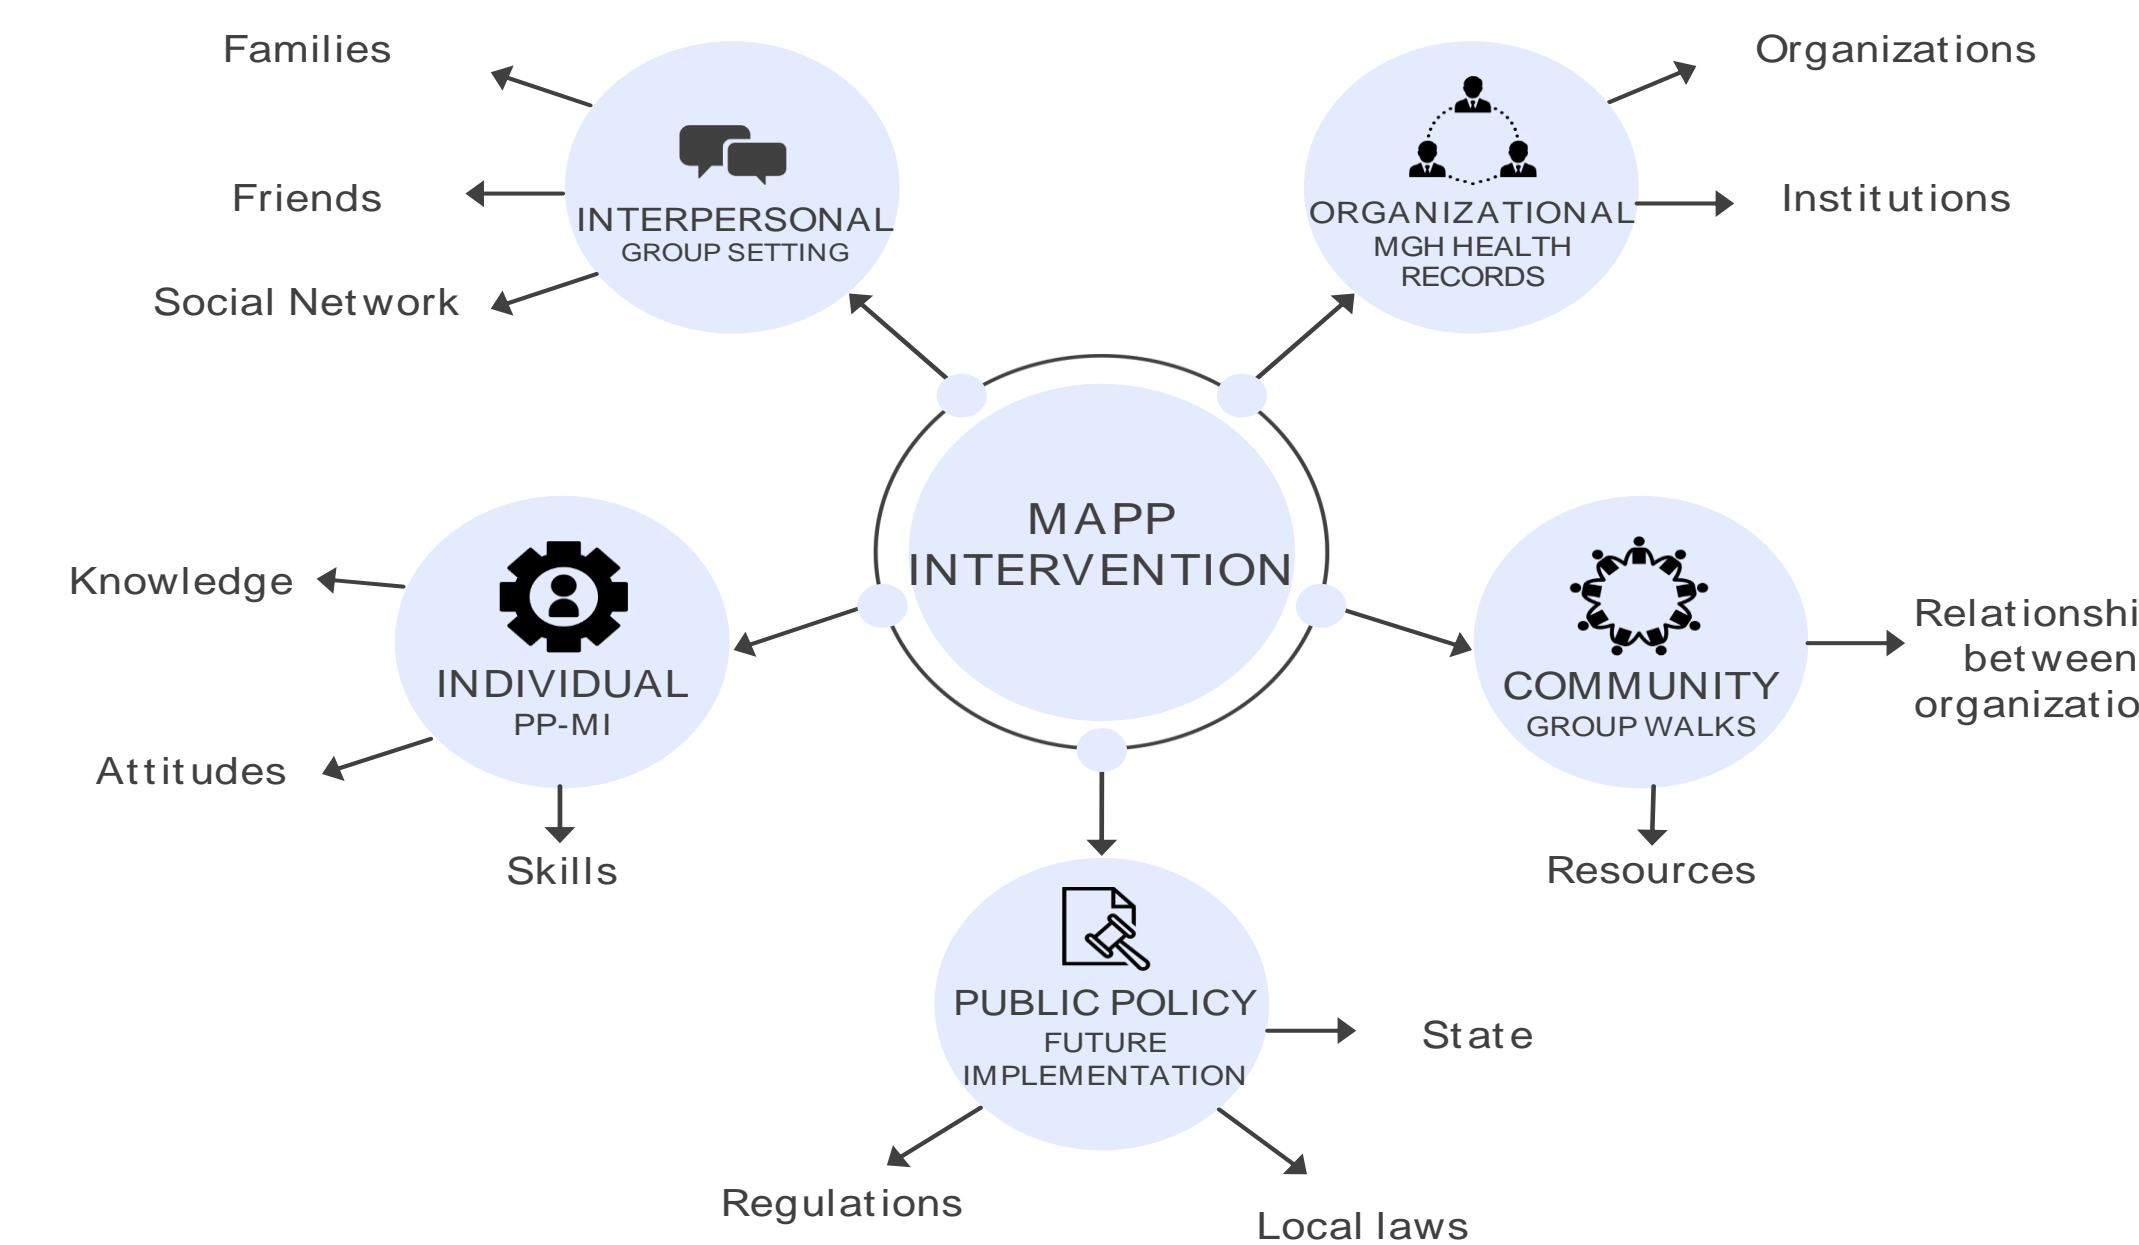 Families
Friends
Social Network
INTERPERSONAL
GROUP SETTING
Organizations
Institutions
ORGANIZATIONAL
MGH HEALTH
RECORDS
MAPP
INTERVENTION
Knowledge
Attitudes
Skills
INDIVIDUAL
PP-MI
COMMUNITY
GROUP WALKS
Relationshi
between
organizatio
Resources
PUBLIC POLICY
FUTURE
IMPLEMENTATION
State
Regulations
Local laws